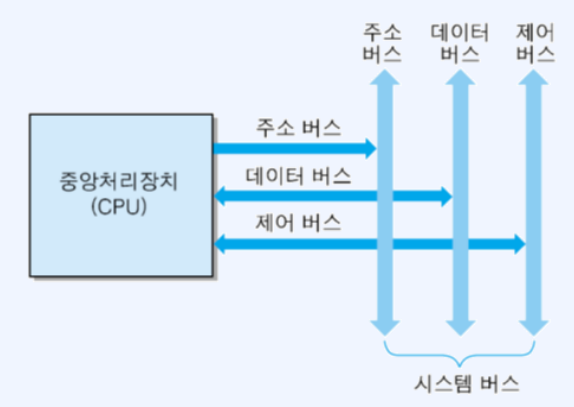 주소 데이터 제어
버스 버스 버스
주소 버스
데이터 버스
제어 버스
중앙처리장치
(CPU)
시스템 버스